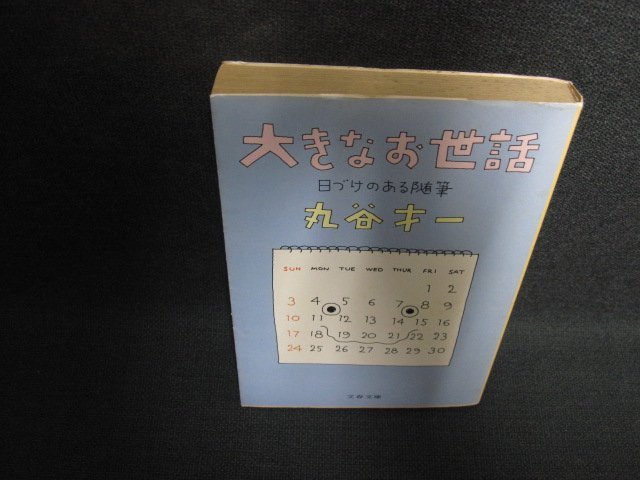 大きなお世話
日づけのある随筆
丸谷才一
SUN MON TUE WED THUR FRI SAT
1 2
3 4 5 6 7 8 9
10 11 12 13 14 15 16
17 18 19 20 21 22 23
24 25 26 27 28 29 30
文春文庫